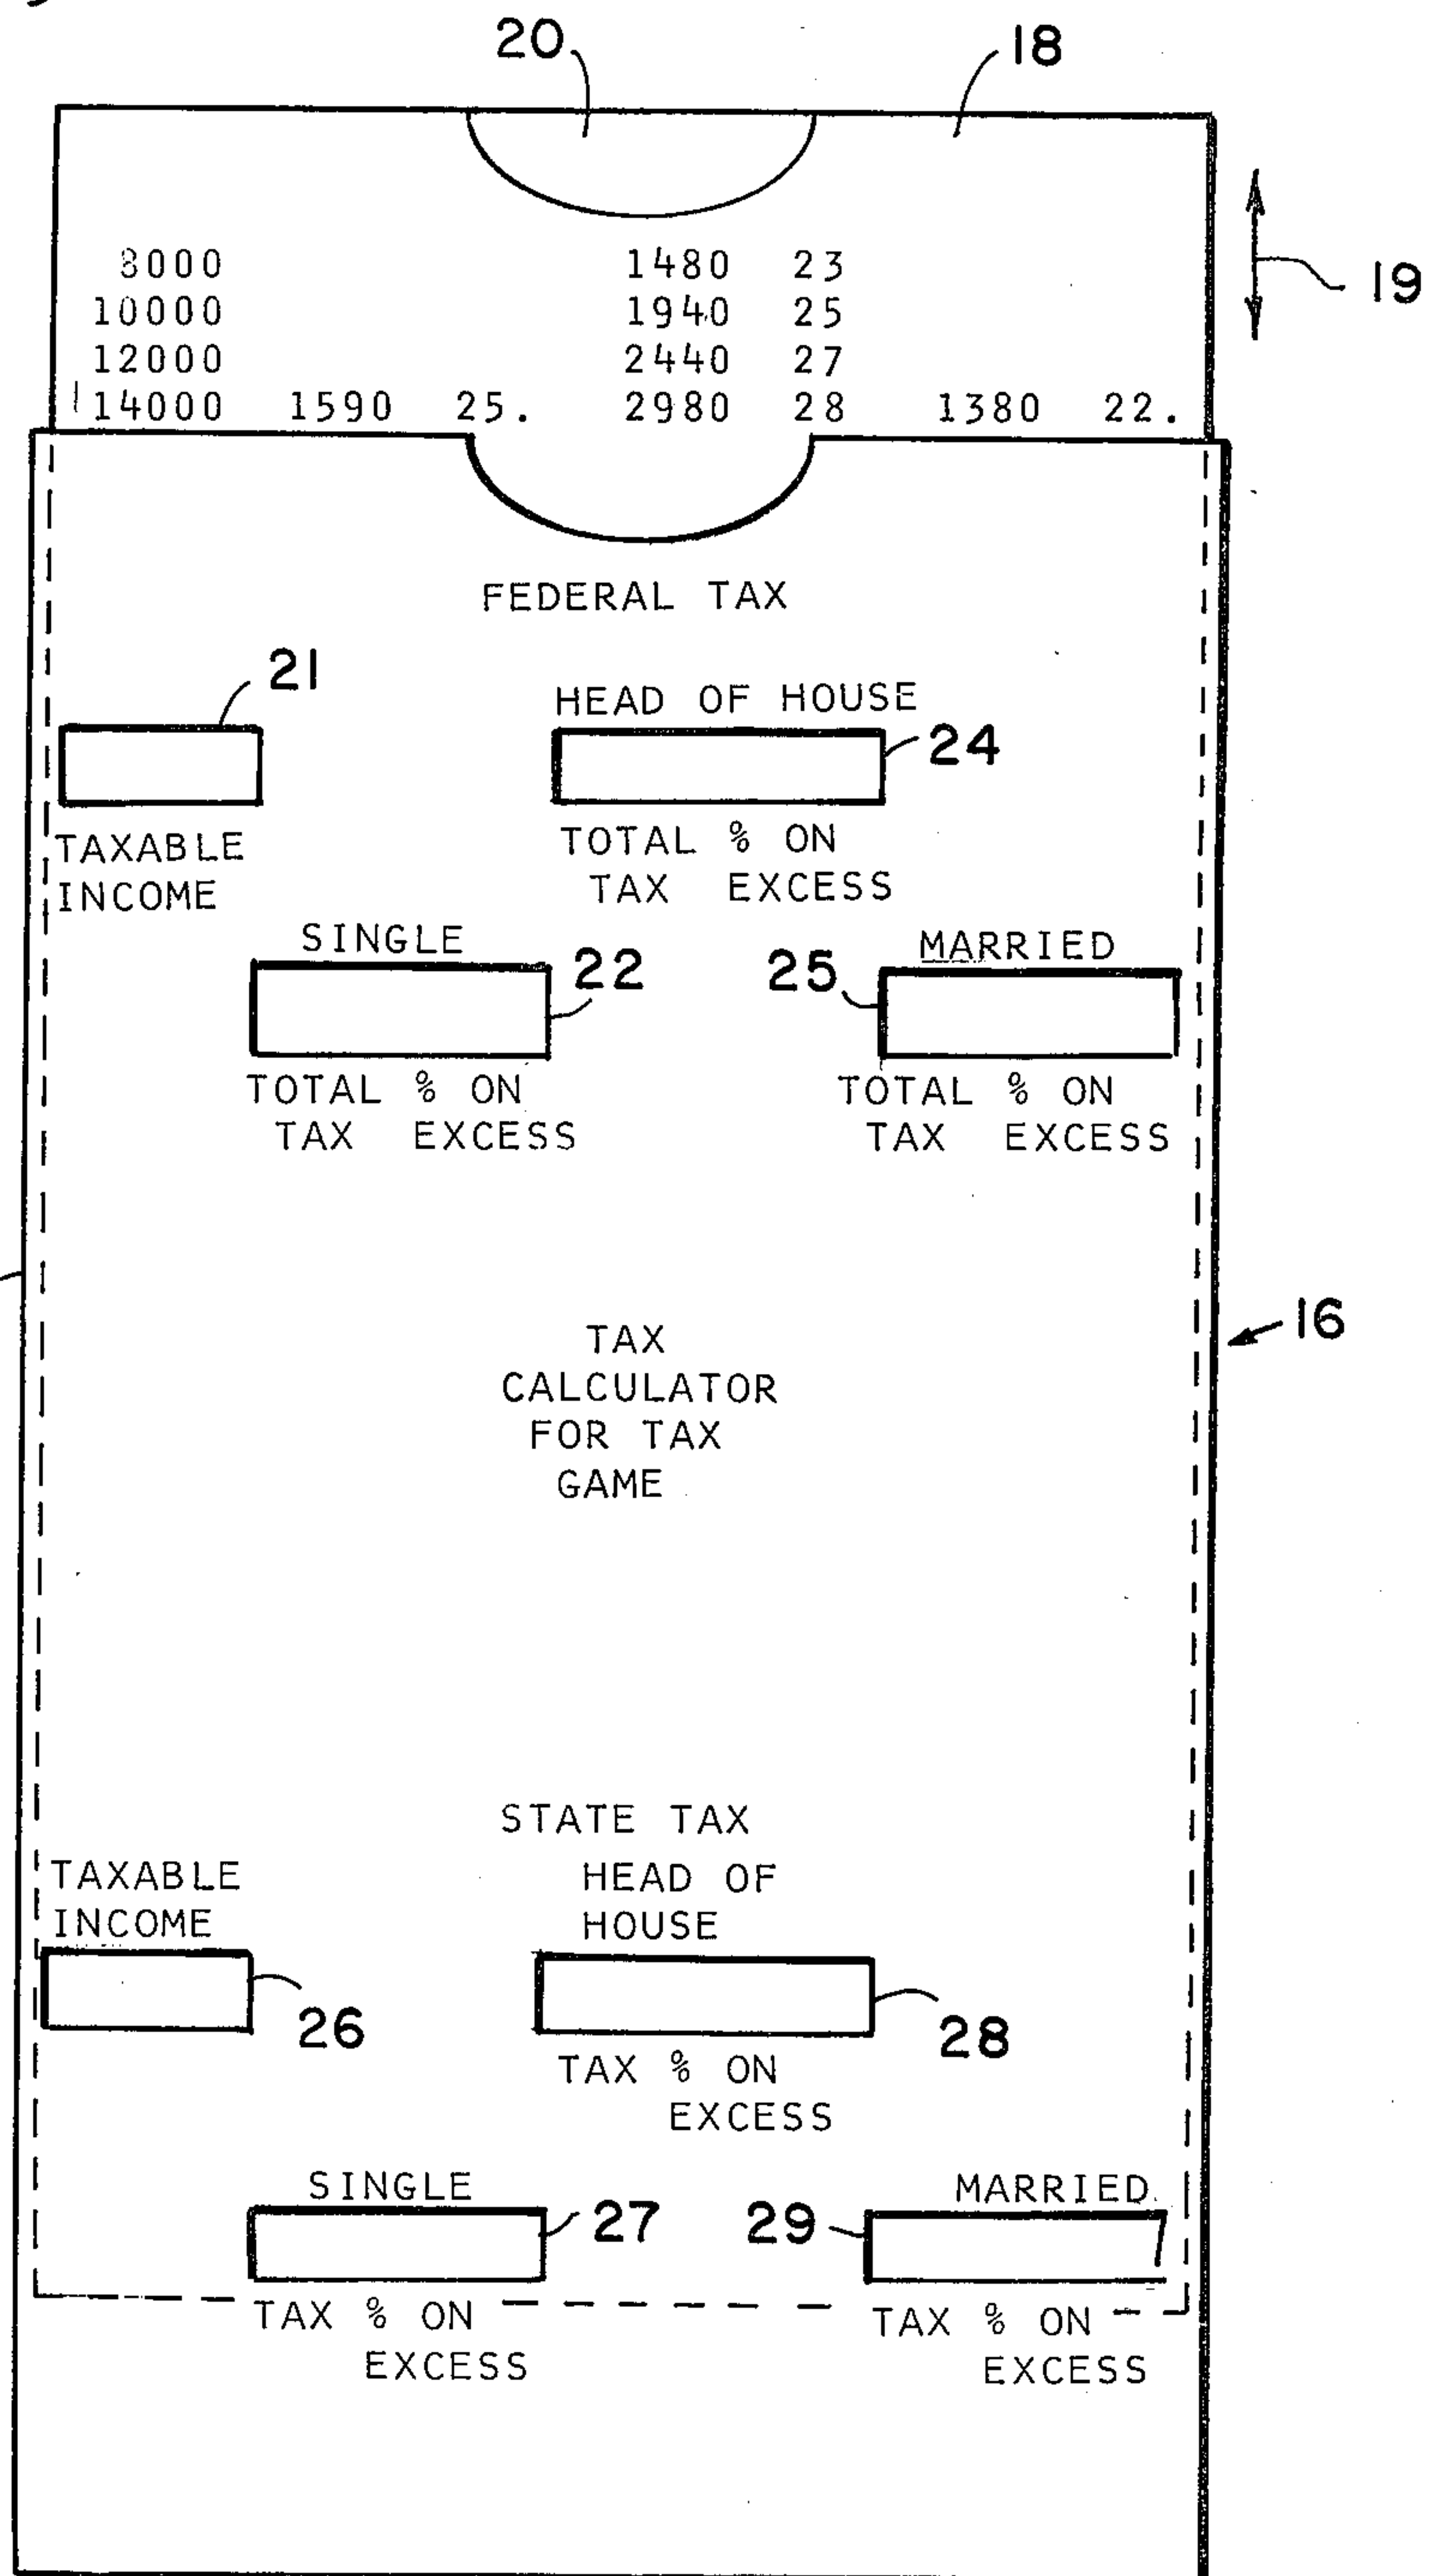 20 18
19
8000 1480 23
10000 1940 25
12000 2440 27
14000 1590 25. 2980 28 1380 22.
FEDERAL TAX
21
HEAD OF HOUSE
24
TAXABLE
INCOME
TOTAL % ON
TAX EXCESS
SINGLE
22
25
MARRIED
TOTAL % ON
TAX EXCESS
TOTAL % ON
TAX EXCESS
16
TAX
CALCULATOR
FOR TAX
GAME
STATE TAX
TAXABLE
INCOME
HEAD OF
HOUSE
26
28
TAX % ON
EXCESS
SINGLE
27
29
MARRIED
TAX % ON
EXCESS
TAX % ON
EXCESS